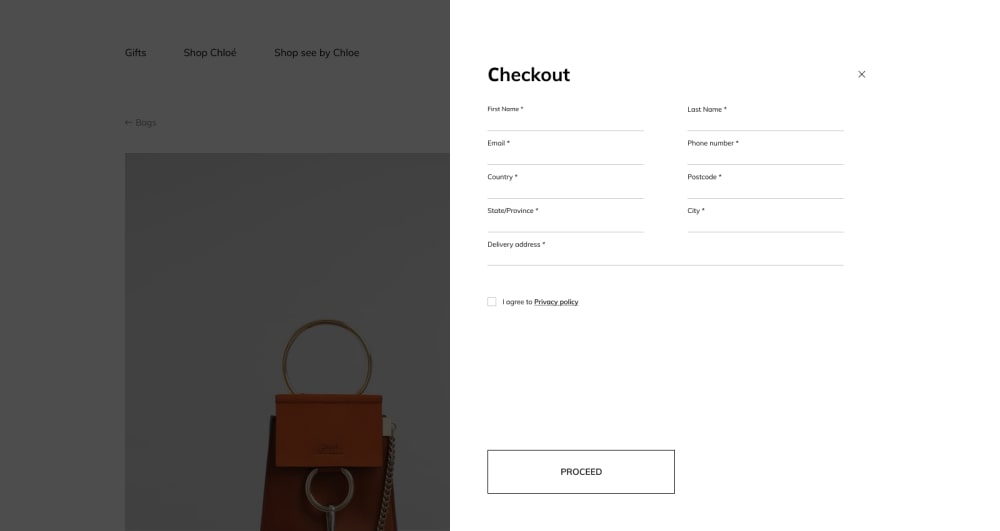 Gifts Shop Chloé Shop see by Chloe
← Bags
Checkout
First Name * Last Name *
Email * Phone number *
Country * Postcode *
State/Province * City *
Delivery address *
I agree to Privacy policy
PROCEED